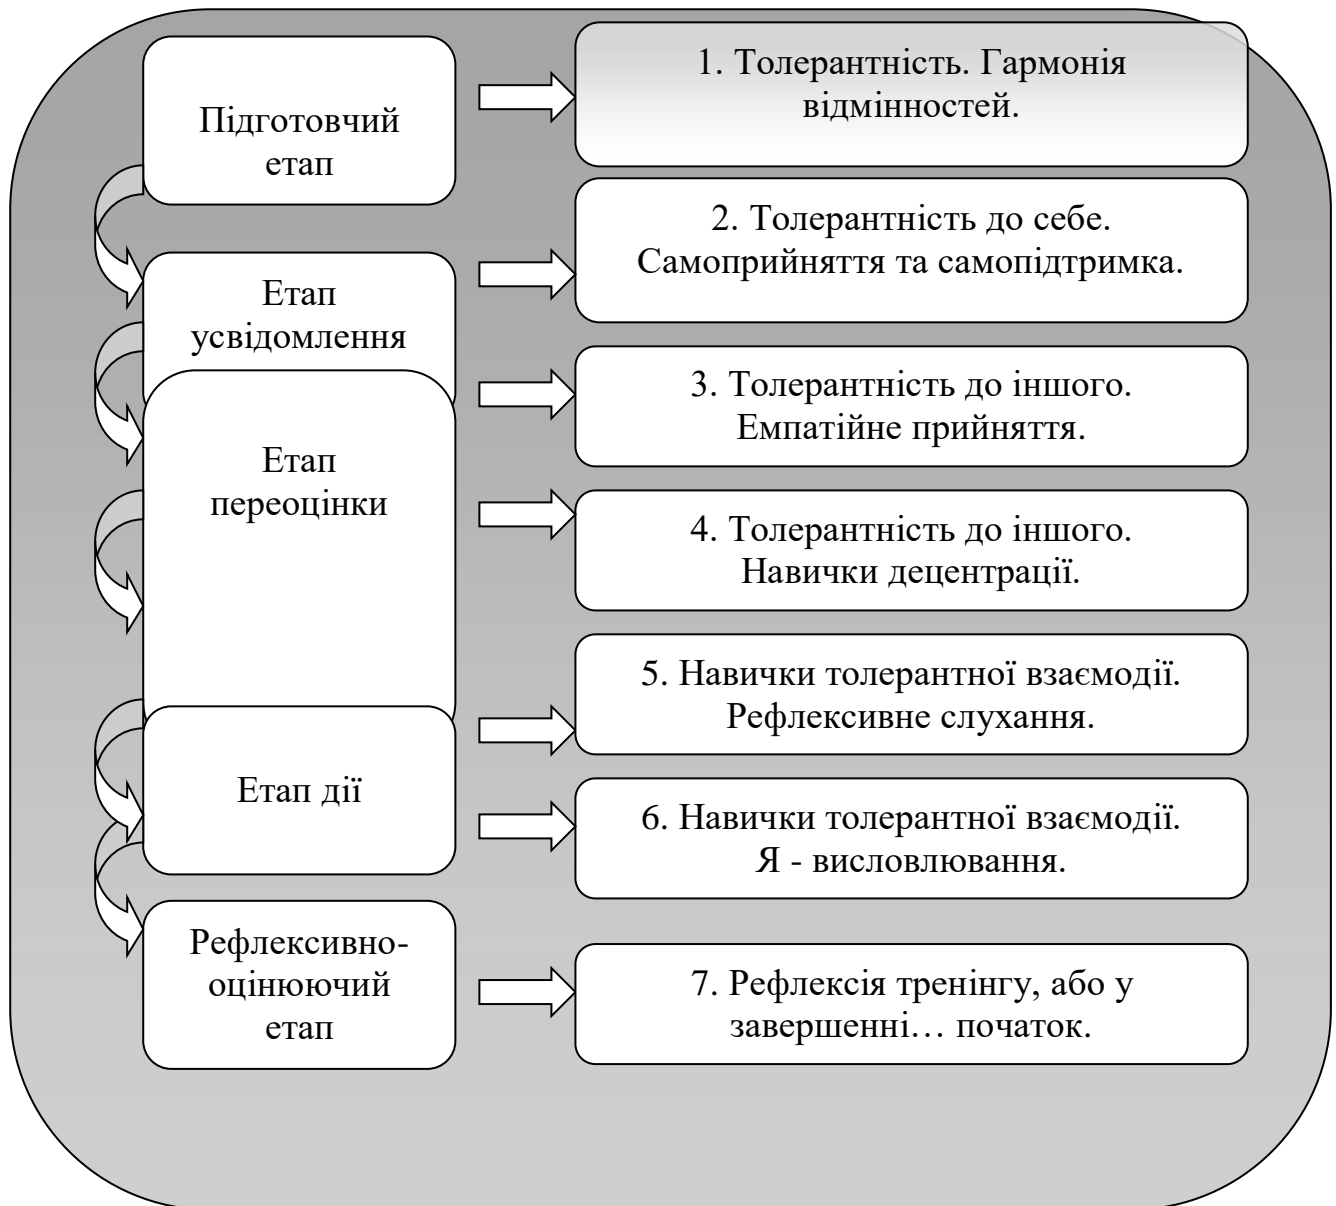 Підготовчий
етап
1. Толерантність. Гармонія
відмінностей.
Етап
усвідомлення
2. Толерантність до себе.
Самоприйняття та самопідтримка.
Етап
переоцінки
3. Толерантність до іншого.
Емпатійне прийняття.
4. Толерантність до іншого.
Навички децентрації.
5. Навички толерантної взаємодії.
Рефлексивне слухання.
Етап дії
6. Навички толерантної взаємодії.
Я - висловлювання.
Рефлексивно-
оцінюючий
етап
7. Рефлексія тренінгу, або у
завершенні… початок.